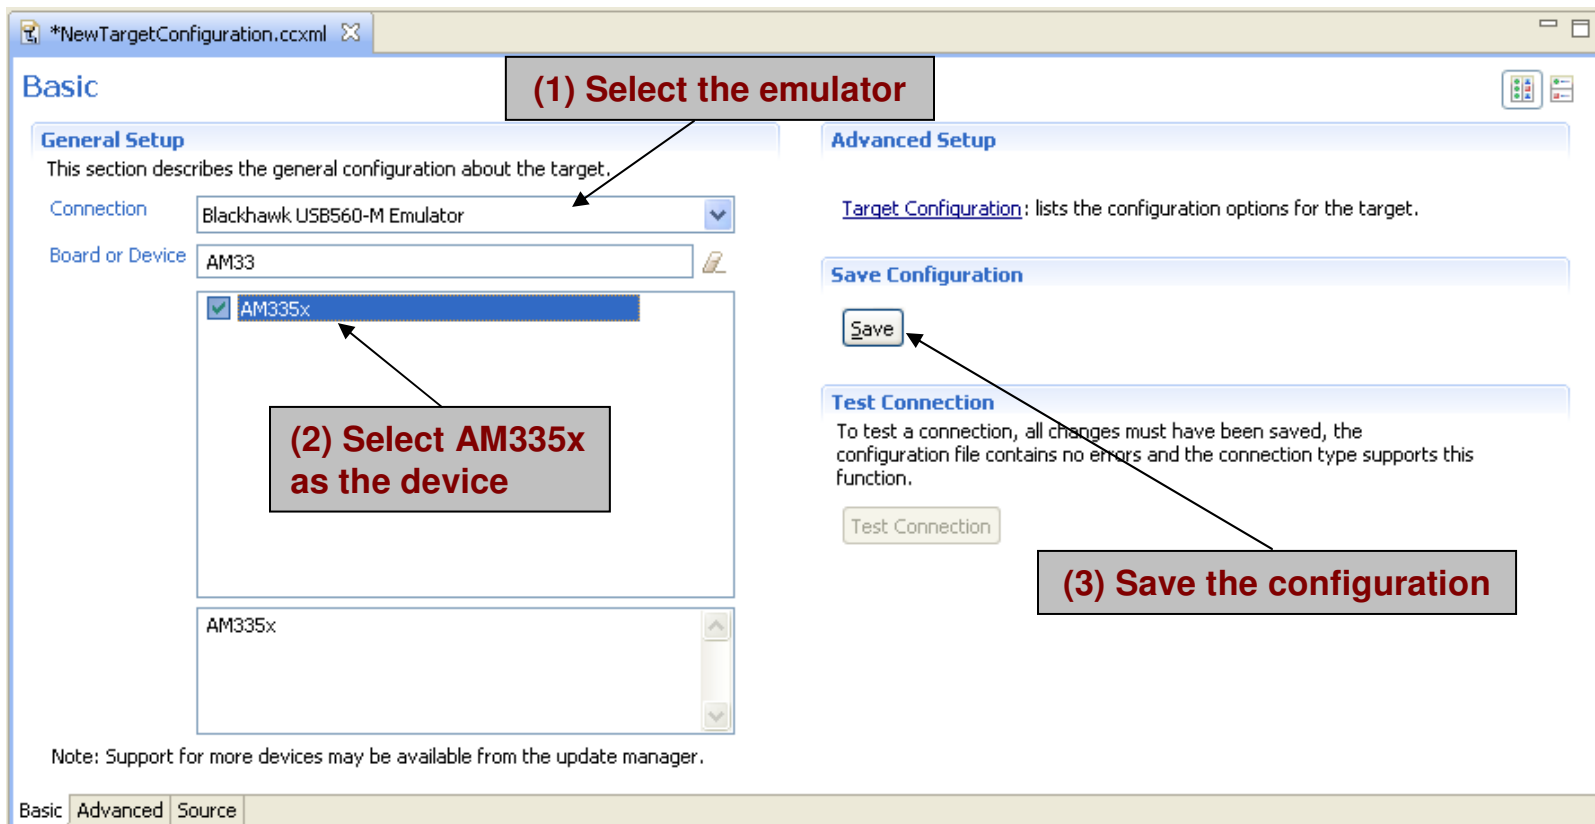 *NewTargetConfiguration.ccxml
Basic
(1) Select the emulator
General Setup
This section describes the general configuration about the target.
Connection
Blackhawk USB560-M Emulator
Board or Device
AM33
AM335x
(2) Select AM335x
as the device
AM335x
Note: Support for more devices may be available from the update manager.
Advanced Setup
Target Configuration: lists the configuration options for the target.
Save Configuration
Save
Test Connection
To test a connection, all changes must have been saved, the
configuration file contains no errors and the connection type supports this
function.
Test Connection
(3) Save the configuration
Basic
Advanced
Source